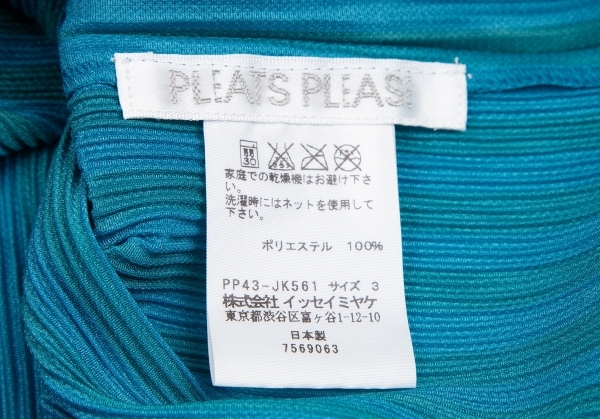 PLEATS PLEASE
家庭での乾燥機はお避け下さ
い。
洗濯時にはネットを使用して
下さい。
ポリエステル 100%
PP43-JK561 サイズ 3
株式会社 イッセイミヤケ
東京都渋谷区富ヶ谷1-12-10
日本製
7569063